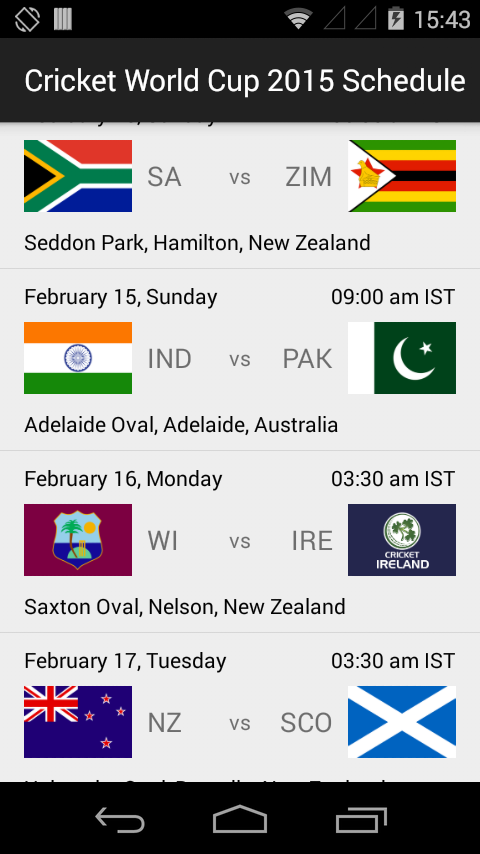 15:43
Cricket World Cup 2015 Schedule
SA vs ZIM
Seddon Park, Hamilton, New Zealand
February 15, Sunday 09:00 am IST
IND vs PAK
Adelaide Oval, Adelaide, Australia
February 16, Monday 03:30 am IST
WI vs IRE
CRICKET
IRELAND
Saxton Oval, Nelson, New Zealand
February 17, Tuesday 03:30 am IST
NZ vs SCO